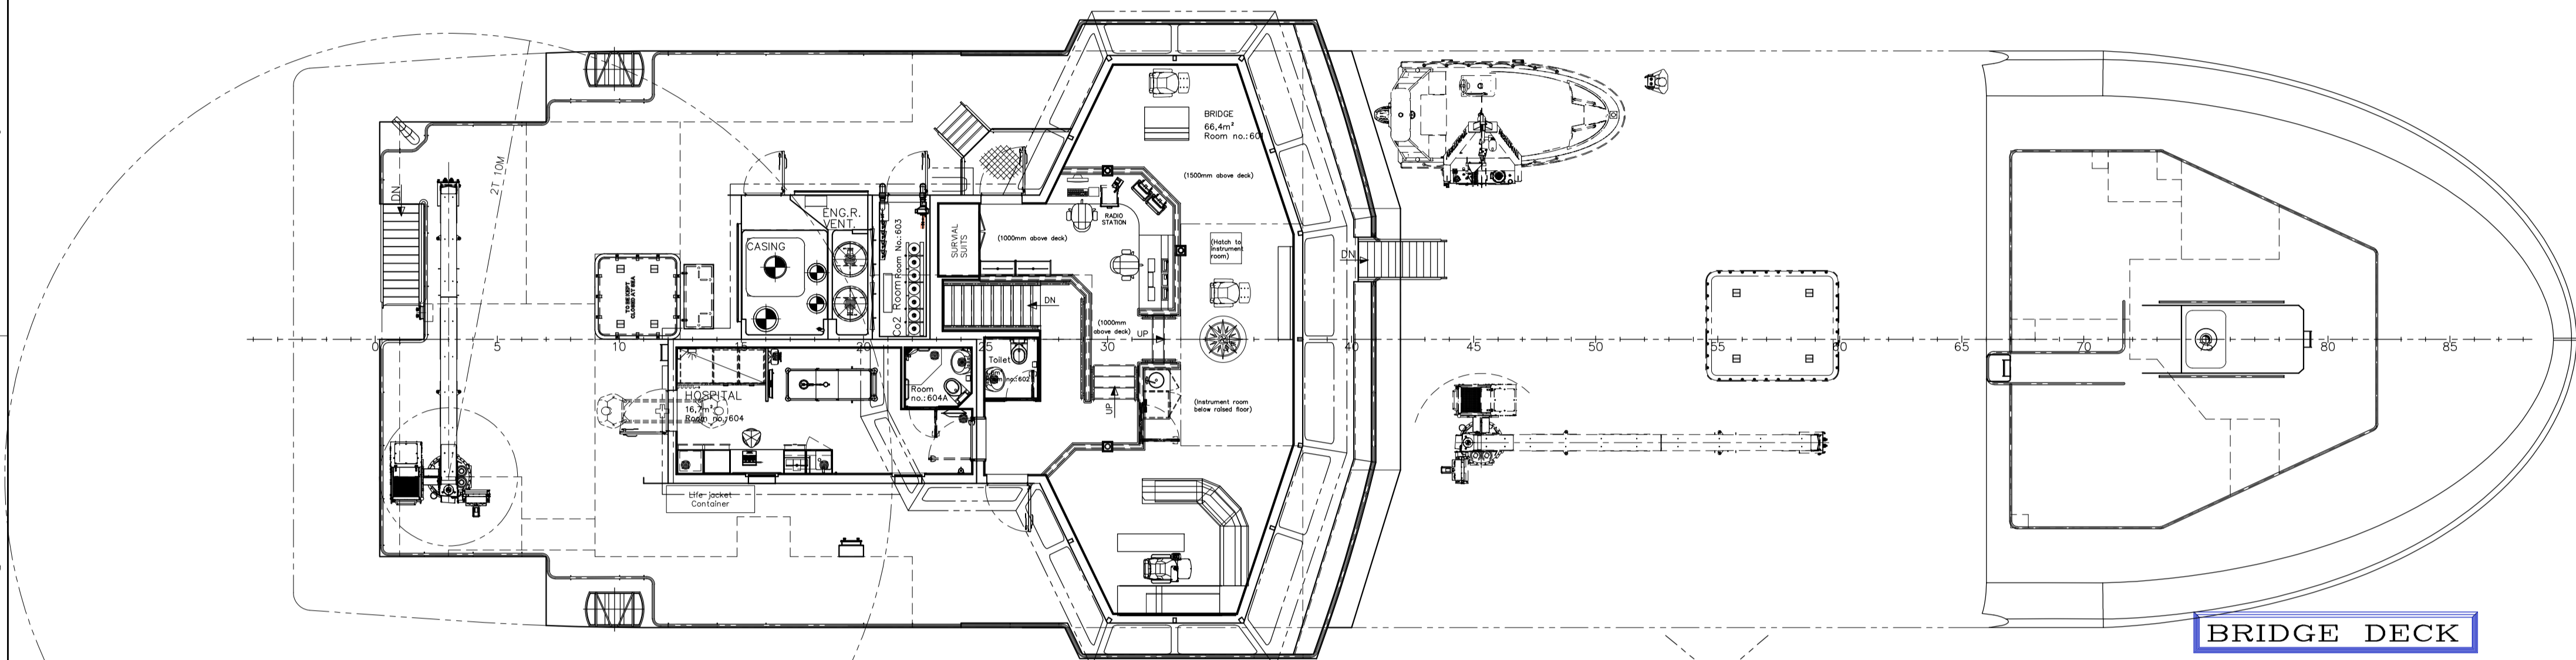 2T 10M
DN
TO BE KEPT
CLOSED AT SEA
CASING
ENG.R.
VENT.
Co2 Room Room No.:603
SURVIAL
SUITS
(1000mm above deck)
RADIO
STATION
BRIDGE
66,4m²
Room no.:601
(1500mm above deck)
(Hatch to
instrument
room)
DN
DN
(1000mm
above deck)
UP
UP
(Instrument room
below raised floor)
HOSPITAL
16,7m²
Room no.:604
Room
no.:604A
Toilet
Life jacket
Container
0 5 10 15 20 25 30 40 45 50 55 60 65 70 75 80 85
BRIDGE DECK